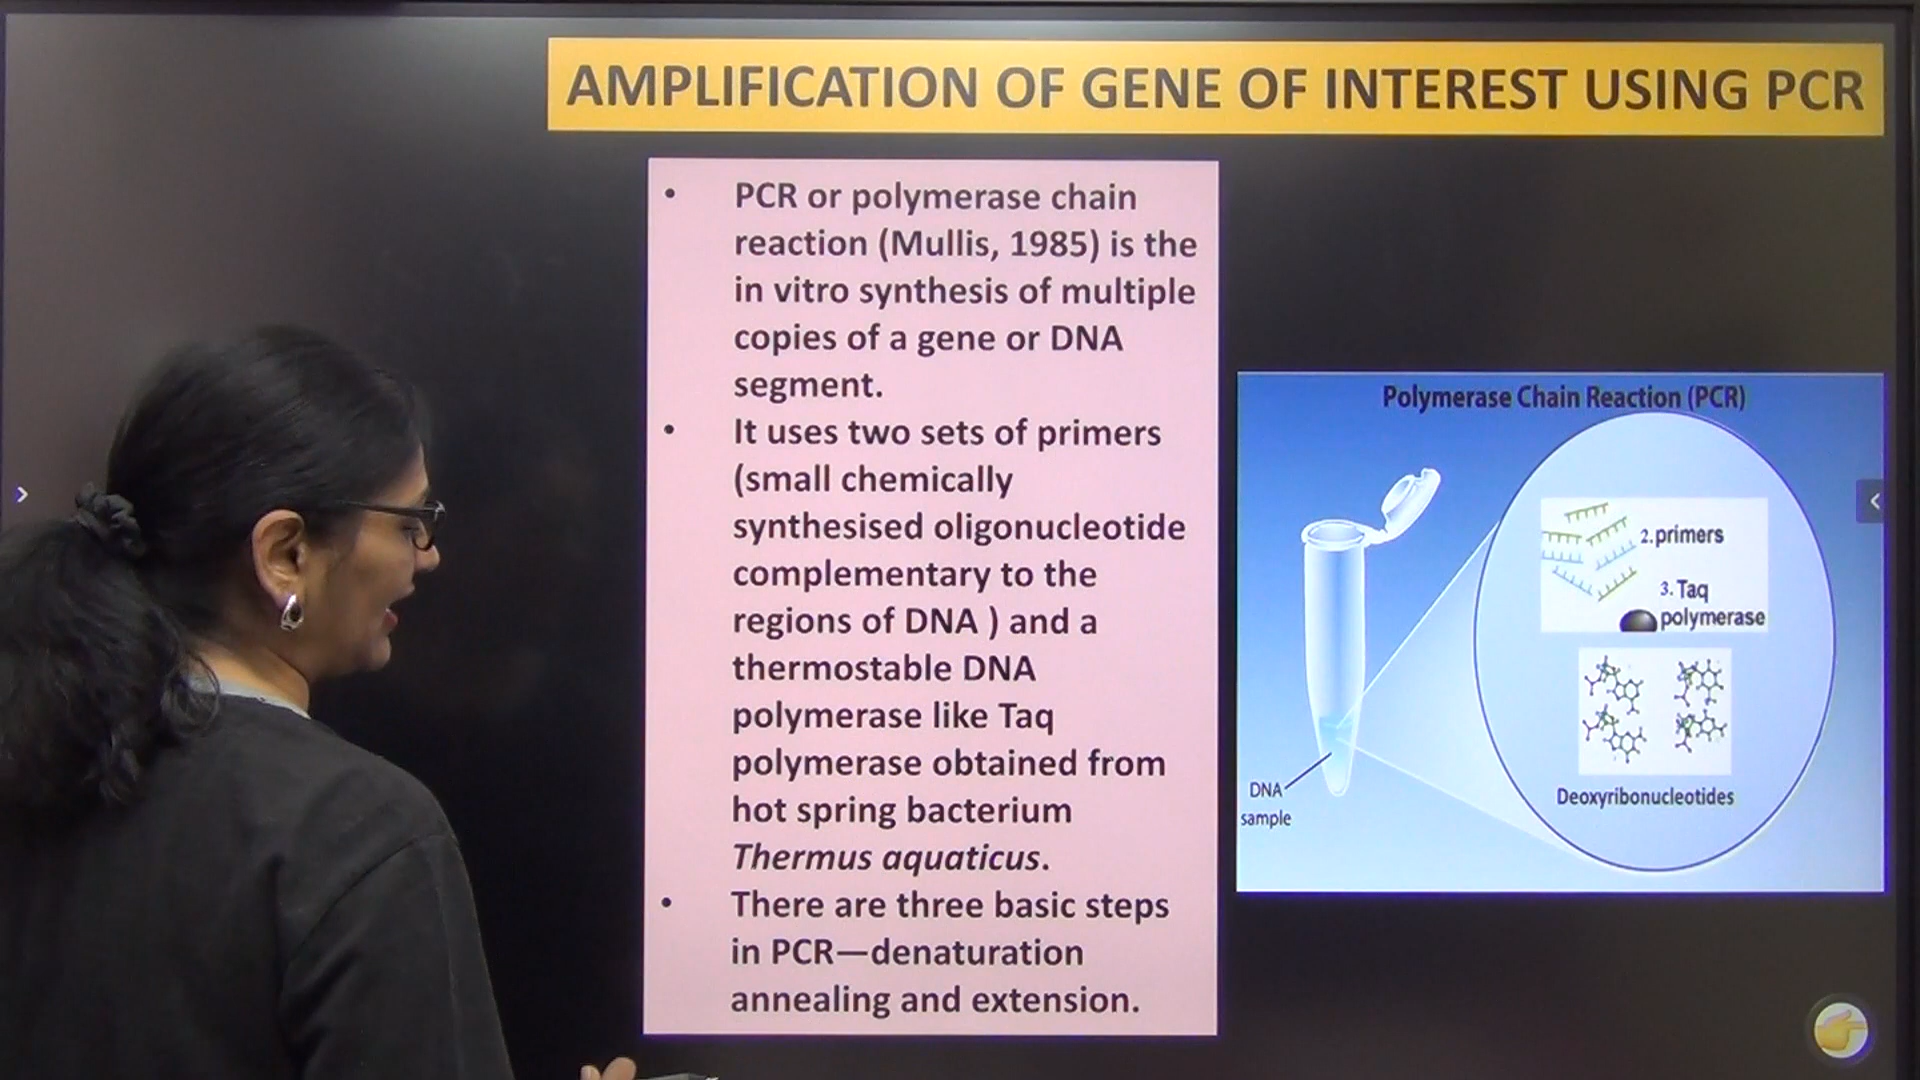 AMPLIFICATION OF GENE OF INTEREST USING PCR
• PCR or polymerase chain
reaction (Mullis, 1985) is the
in vitro synthesis of multiple
copies of a gene or DNA
segment.
• It uses two sets of primers
(small chemically
synthesised oligonucleotide
complementary to the
regions of DNA ) and a
thermostable DNA
polymerase like Taq
polymerase obtained from
hot spring bacterium
Thermus aquaticus.
• There are three basic steps
in PCR—denaturation
annealing and extension.
Polymerase Chain Reaction (PCR)
2.primers
3. Taq
polymerase
Deoxyribonucleotides
DNA
sample